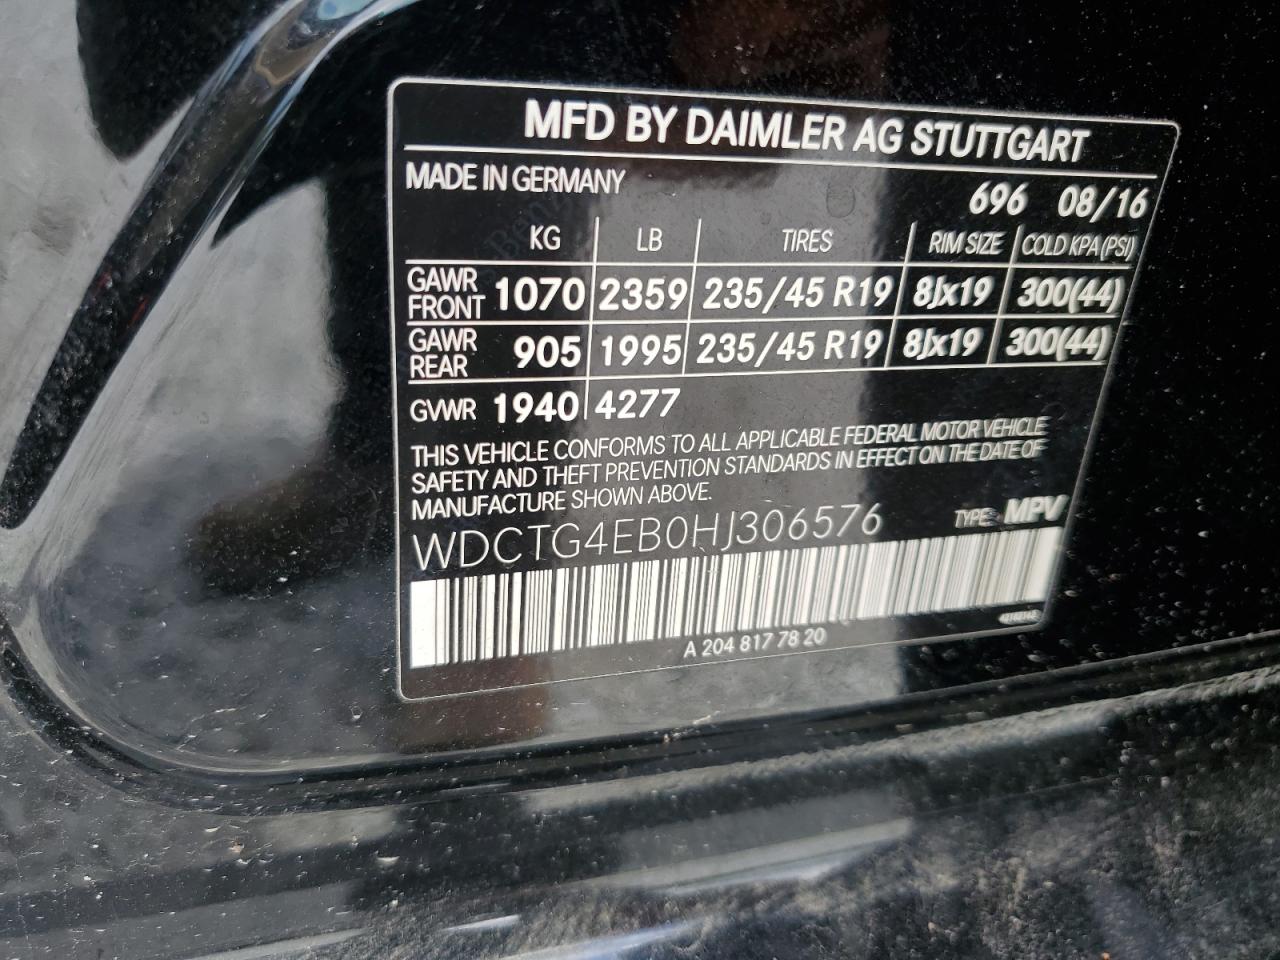 MFD BY DAIMLER AG STUTTGART
MADE IN GERMANY
696 08/16
KG LB TIRES RIM SIZE COLD KPA (PSI)
GAWR FRONT 1070 2359 235/45 R19 8Jx19 300(44)
GAWR REAR 905 1995 235/45 R19 8Jx19 300(44)
GVWR 1940 4277
THIS VEHICLE CONFORMS TO ALL APPLICABLE FEDERAL MOTOR VEHICLE
SAFETY AND THEFT PREVENTION STANDARDS IN EFFECT ON THE DATE OF
MANUFACTURE SHOWN ABOVE.
WDCTG4EB0HJ306576 TYPE: MPV
A 204 817 78 20